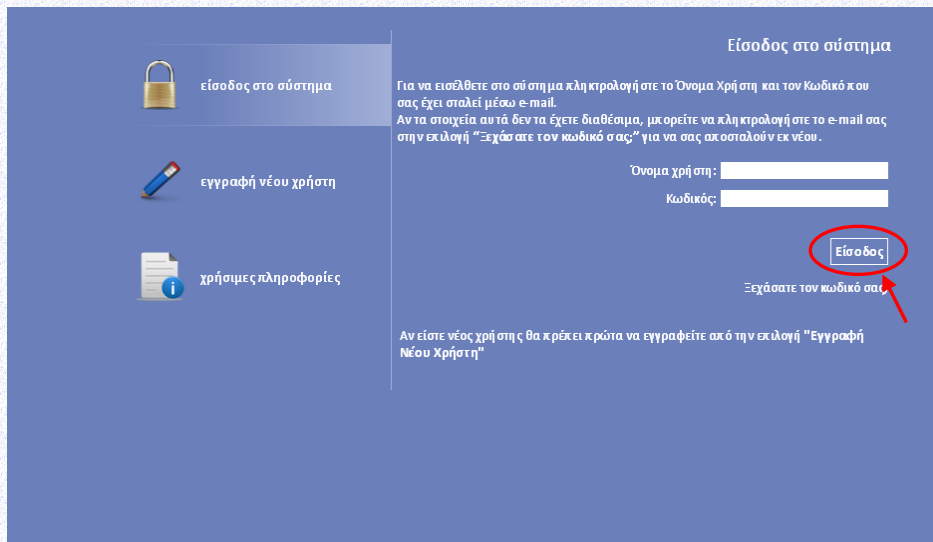 Είσοδος στο σύστημα
είσοδος στο σύστημα
Για να εισέλθετε στο σύστημα πληκτρολογήστε το Όνομα Χρήστη και τον Κωδικό που
σας έχει σταλεί μέσω e-mail.
Αν τα στοιχεία αυτά δεν τα έχετε διαθέσιμα, μπορείτε να πληκτρολογήστε το e-mail σας
στην επιλογή “Ξεχάσατε τον κωδικό σας;” για να σας αποσταλούν εκ νέου.
εγγραφή νέου χρήστη
Όνομα χρήστη:
Κωδικός:
Είσοδος
χρήσιμες πληροφορίες
Ξεχάσατε τον κωδικό σας
Αν είστε νέος χρήστης θα πρέπει πρώτα να εγγραφείτε από την επιλογή "Εγγραφή
Νέου Χρήστη"